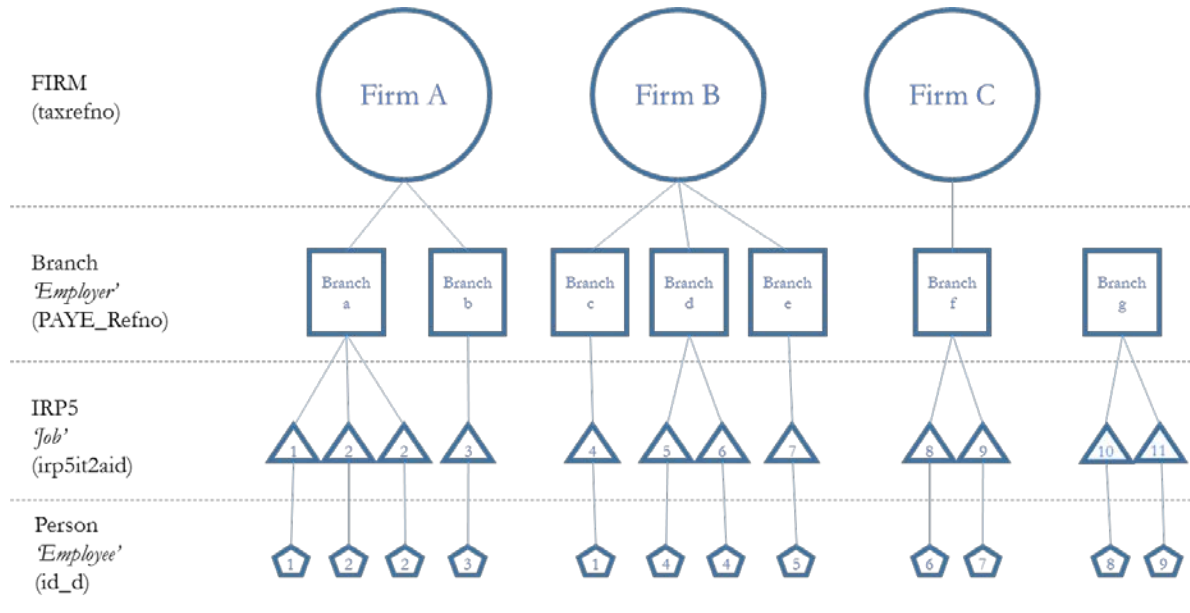 FIRM
(taxrefno)
Firm A
Firm B
Firm C
Branch
'Employer'
(PAYE_Refno)
Branch
a
Branch
b
Branch
c
Branch
d
Branch
e
Branch
f
Branch
g
IRP5
'Job'
(irp5it2aid)
1
2
2
3
4
5
6
7
8
9
10
11
Person
'Employee'
(id_d)
1
2
2
3
1
4
4
5
6
7
8
9